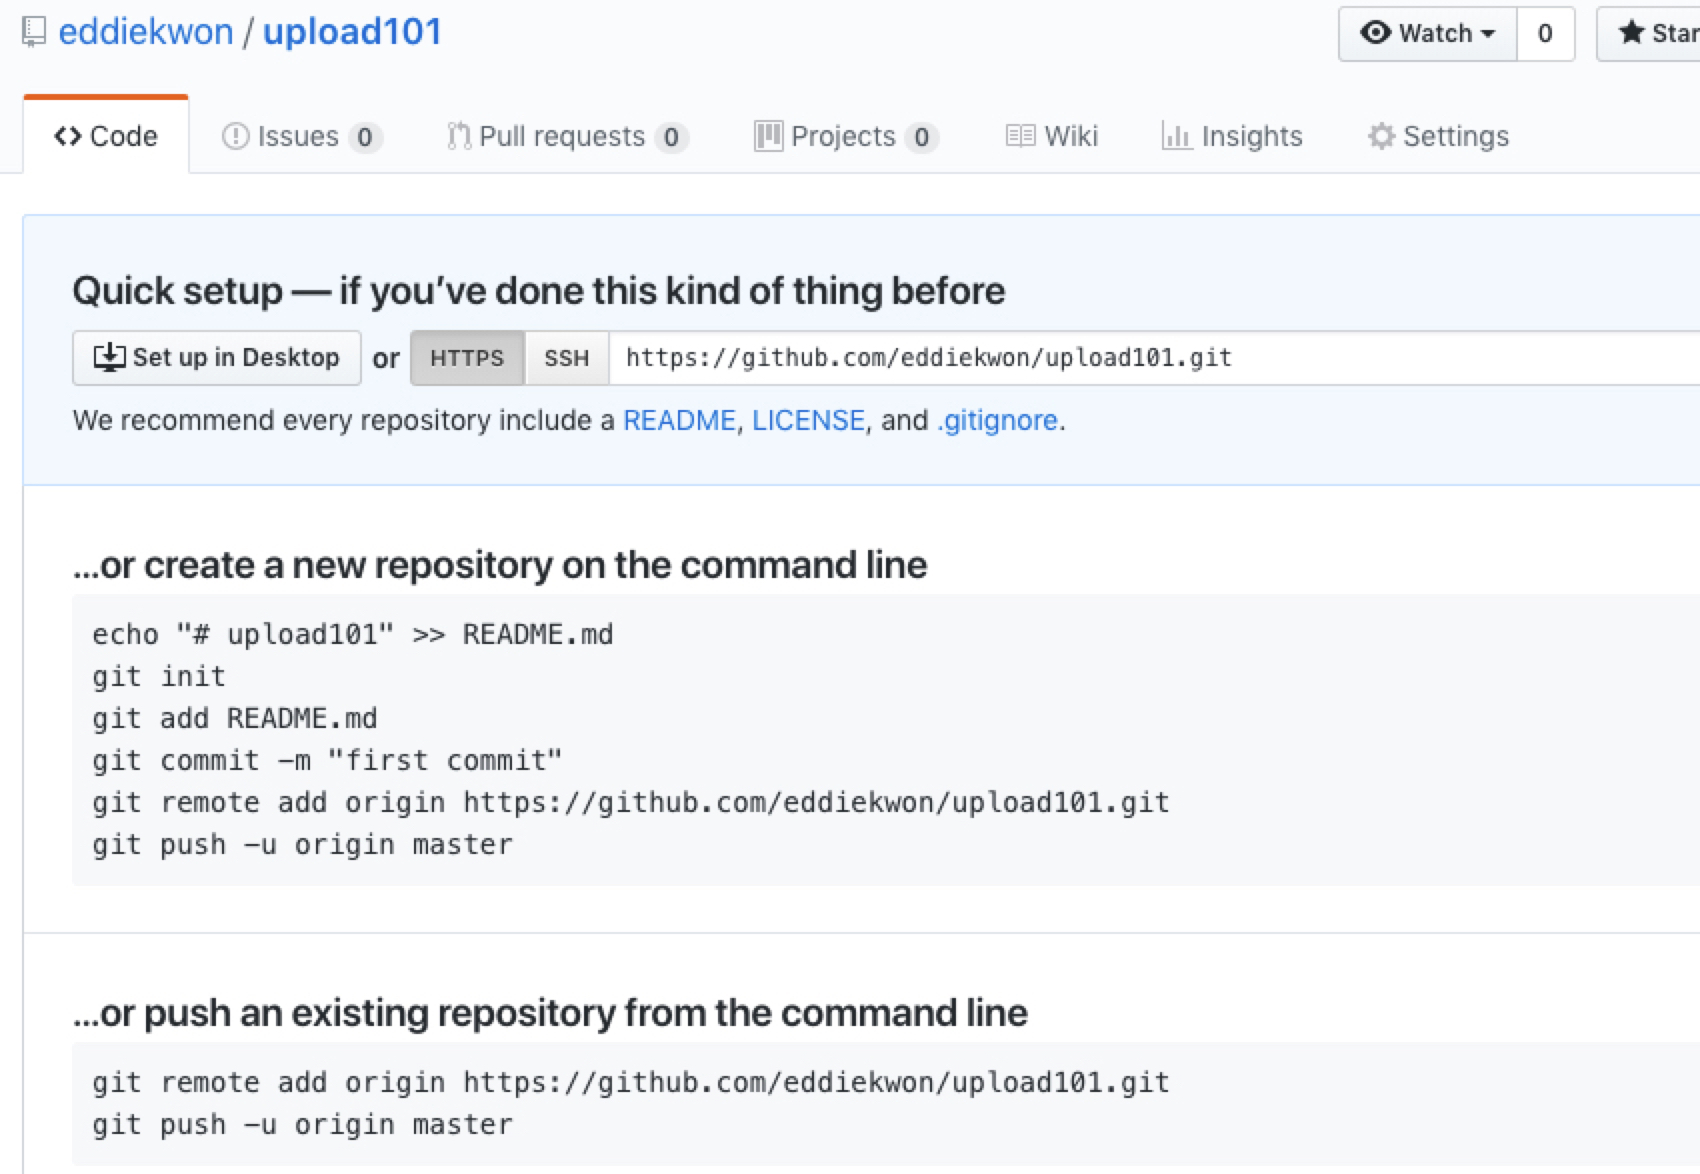 eddiekwon / upload101
Watch 0
Code Issues 0 Pull requests 0 Projects 0 Wiki Insights Settings
Quick setup — if you’ve done this kind of thing before
Set up in Desktop or HTTPS SSH https://github.com/eddiekwon/upload101.git
We recommend every repository include a README, LICENSE, and .gitignore.
…or create a new repository on the command line
echo "# upload101" >> README.md
git init
git add README.md
git commit -m "first commit"
git remote add origin https://github.com/eddiekwon/upload101.git
git push -u origin master
…or push an existing repository from the command line
git remote add origin https://github.com/eddiekwon/upload101.git
git push -u origin master